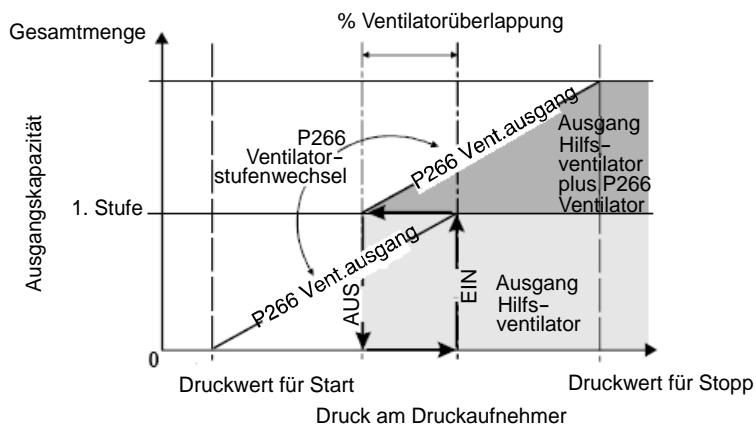 % Ventilatorüberlappung
Gesamtmenge
Ausgangskapazität
P266
Ventilator-
stufenwechsel
P266 Vent.ausgang
Ausgang
Hilfs-
ventilator
plus P266
Ventilator
1. Stufe
P266 Vent.ausgang
AUS
EIN
Ausgang
Hilfs-
ventilator
0
Druckwert für Start
Druckwert für Stopp
Druck am Druckaufnehmer